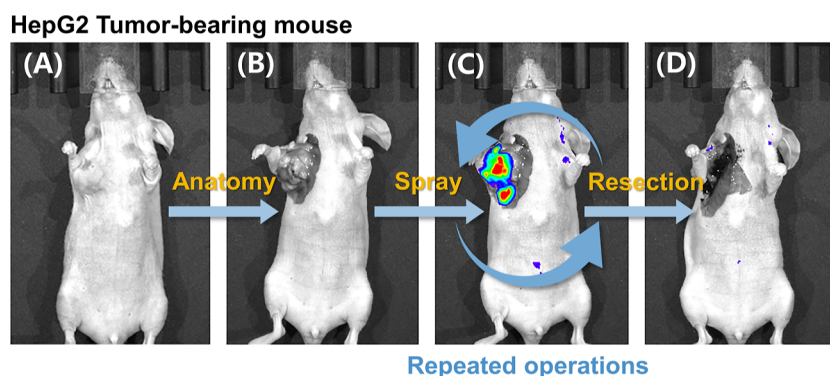 HepG2 Tumor-bearing mouse
(A)
(B)
(C)
(D)
Anatomy
Spray
Resection
Repeated operations